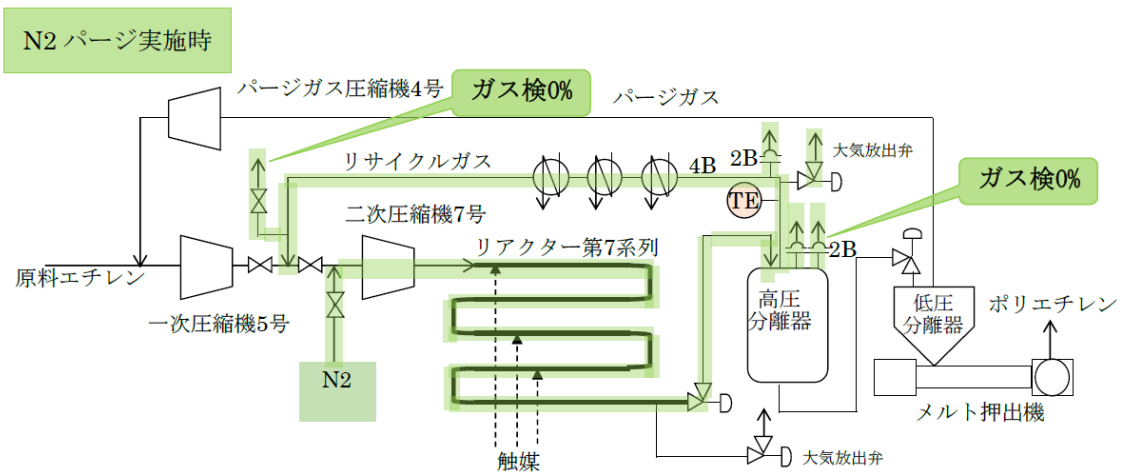 N2 パージ実施時
パージガス圧縮機4号
ガス検0%
パージガス
リサイクルガス
4B
2B
大気放出弁
TE
ガス検0%
二次圧縮機7号
リアクター第7系列
2B
原料エチレン
高圧
分離器
低圧
分離器
ポリエチレン
一次圧縮機5号
N2
メルト押出機
触媒
大気放出弁